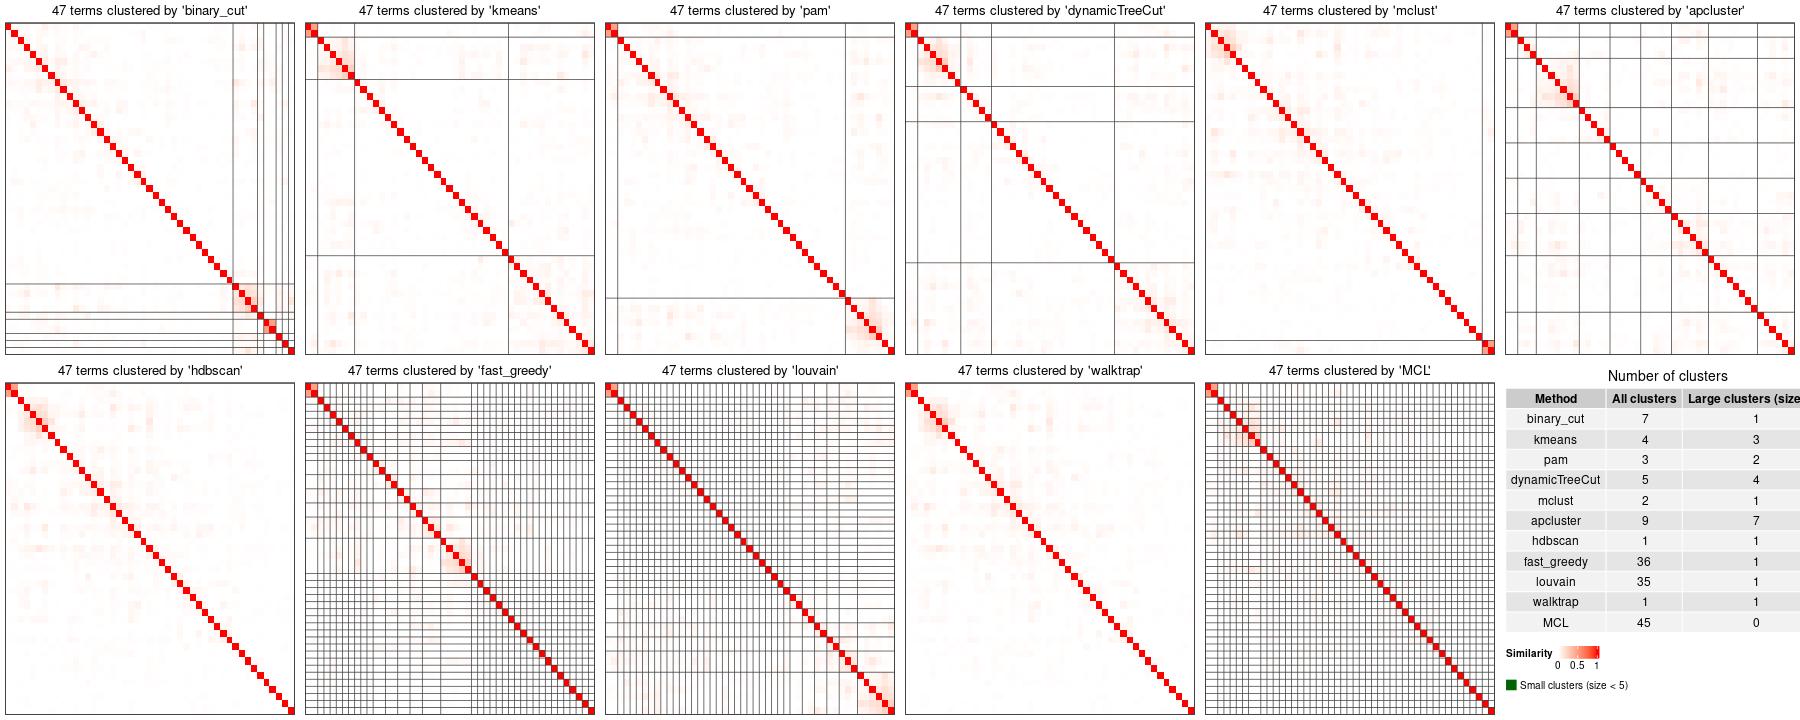 47 terms clustered by 'binary_cut'
47 terms clustered by 'kmeans'
47 terms clustered by 'pam'
47 terms clustered by 'dynamicTreeCut'
47 terms clustered by 'mclust'
47 terms clustered by 'apcluster'
47 terms clustered by 'hdbscan'
47 terms clustered by 'fast_greedy'
47 terms clustered by 'louvain'
47 terms clustered by 'walktrap'
47 terms clustered by 'MCL'
Number of clusters
Method All clusters Large clusters (size
binary_cut 7 1
kmeans 4 3
pam 3 2
dynamicTreeCut 5 4
mclust 2 1
apcluster 9 7
hdbscan 1 1
fast_greedy 36 1
louvain 35 1
walktrap 1 1
MCL 45 0
Similarity
0 0.5 1
Small clusters (size < 5)